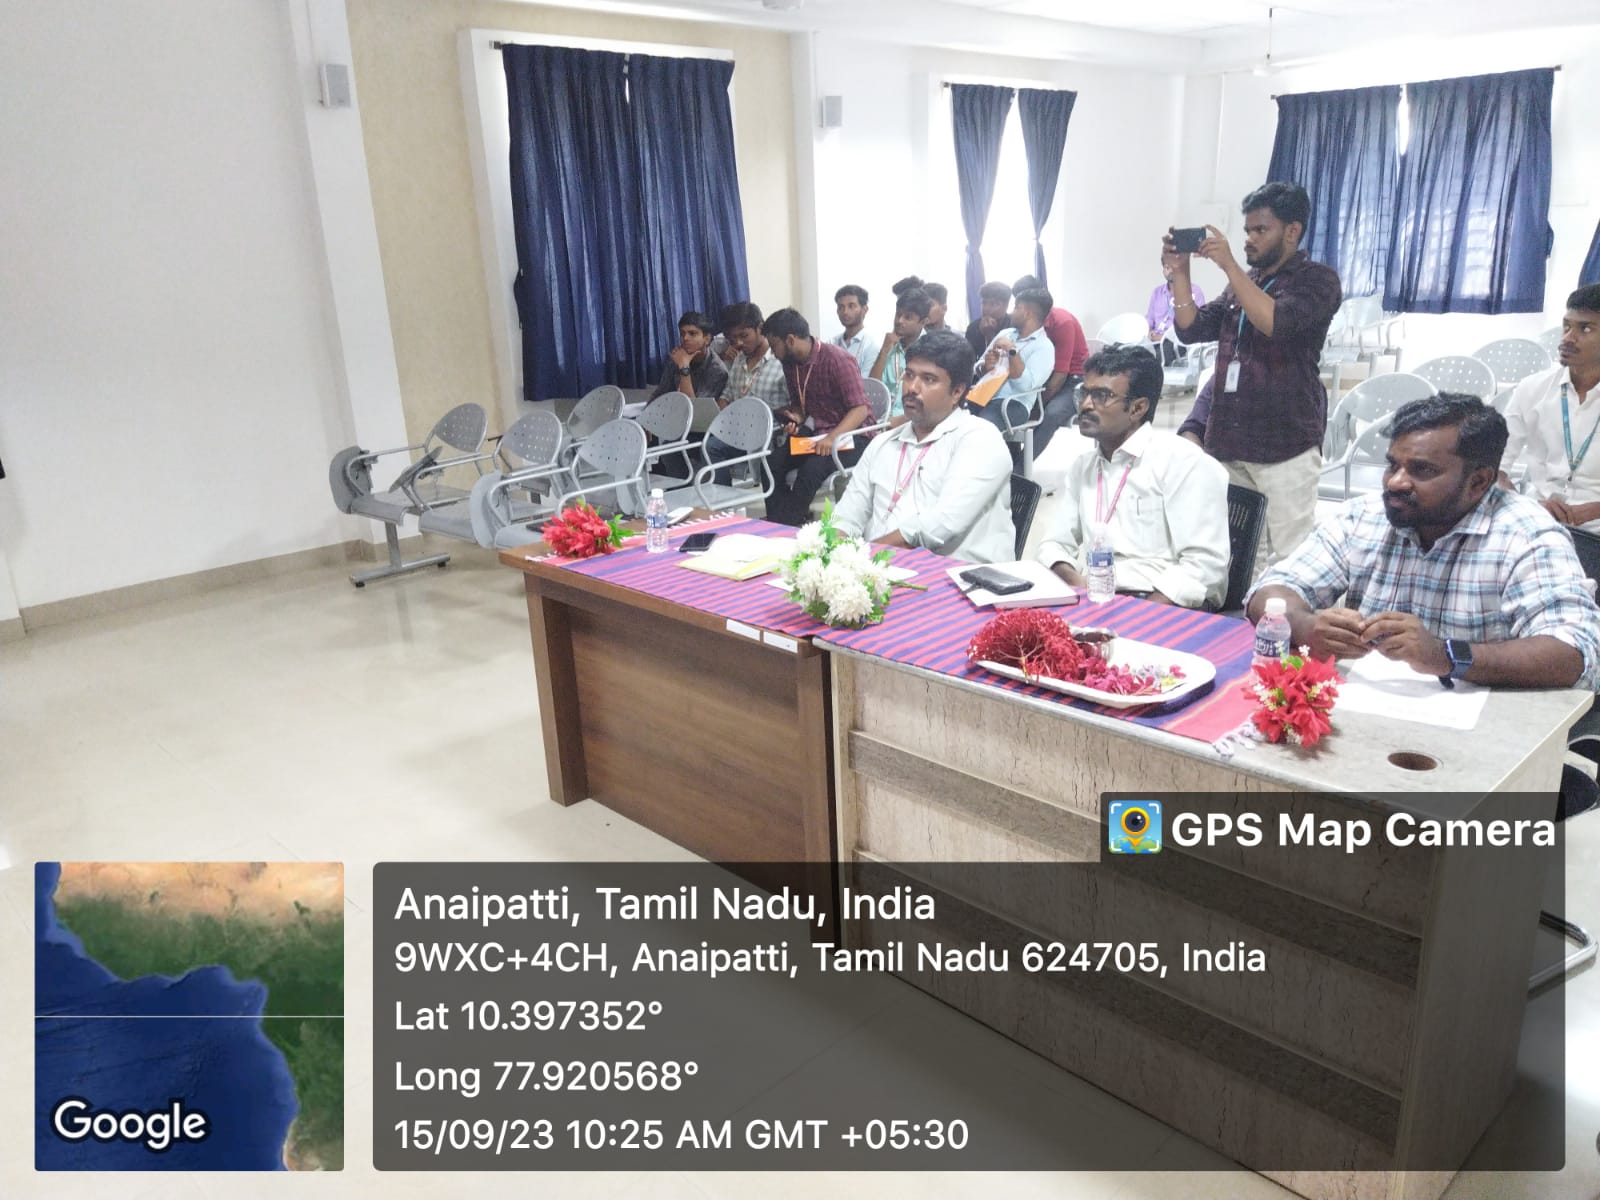 GPS Map Camera
Anaipatti, Tamil Nadu, India
9WXC+4CH, Anaipatti, Tamil Nadu 624705, India
Lat 10.397352°
Long 77.920568°
15/09/23 10:25 AM GMT +05:30
Google